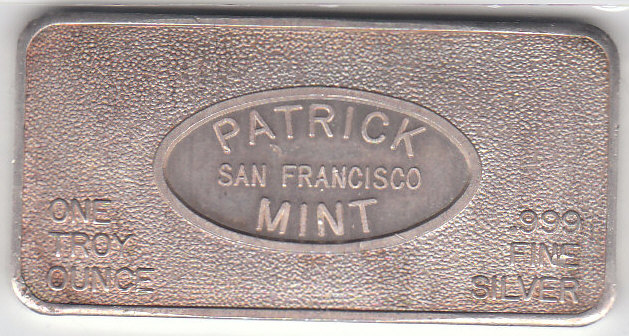 PATRICK
SAN FRANCISCO
MINT
ONE
TROY
OUNCE
.999
FINE
SILVER